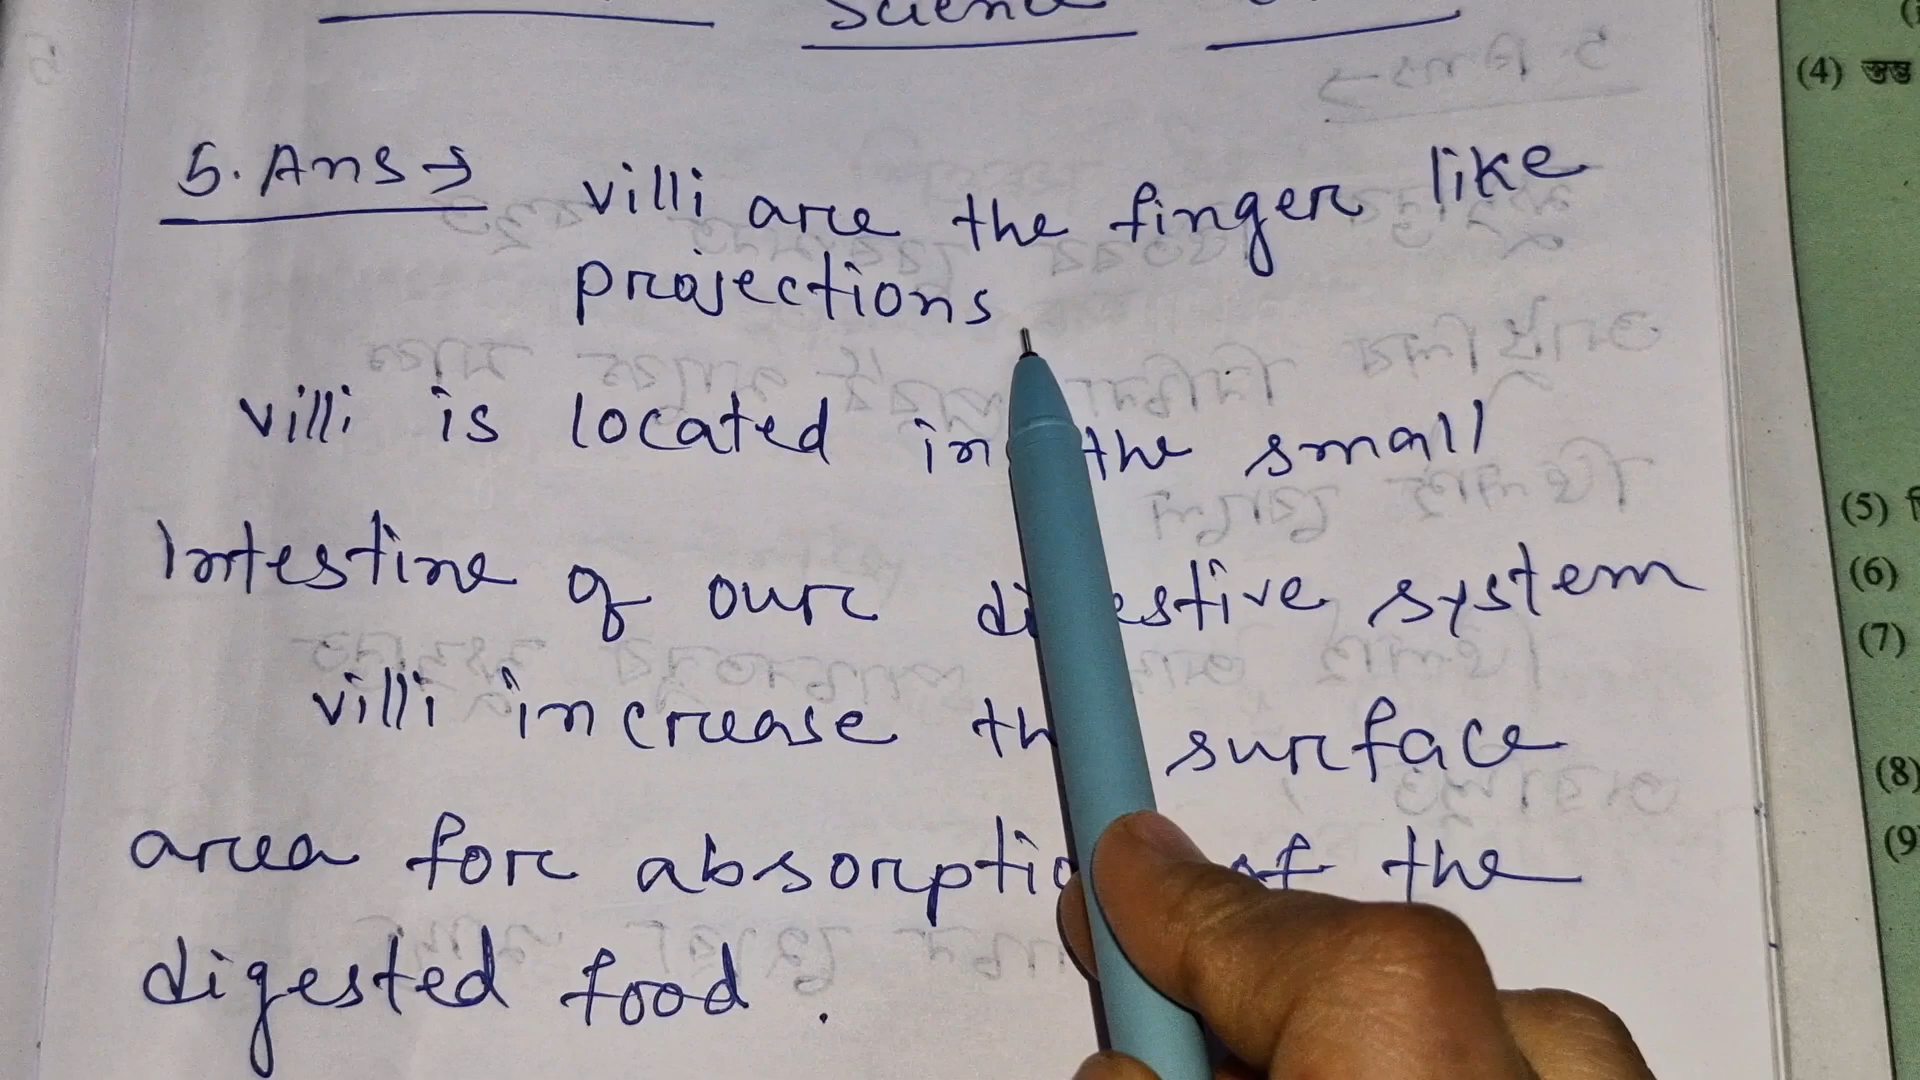 Science
5. Ans → villi are the finger like
projections
villi is located in the small
Intestine of our digestive system
villi increase the surface
area for absorption of the
digested food.
(4)
(5)
(6)
(7)
(8)
(9)